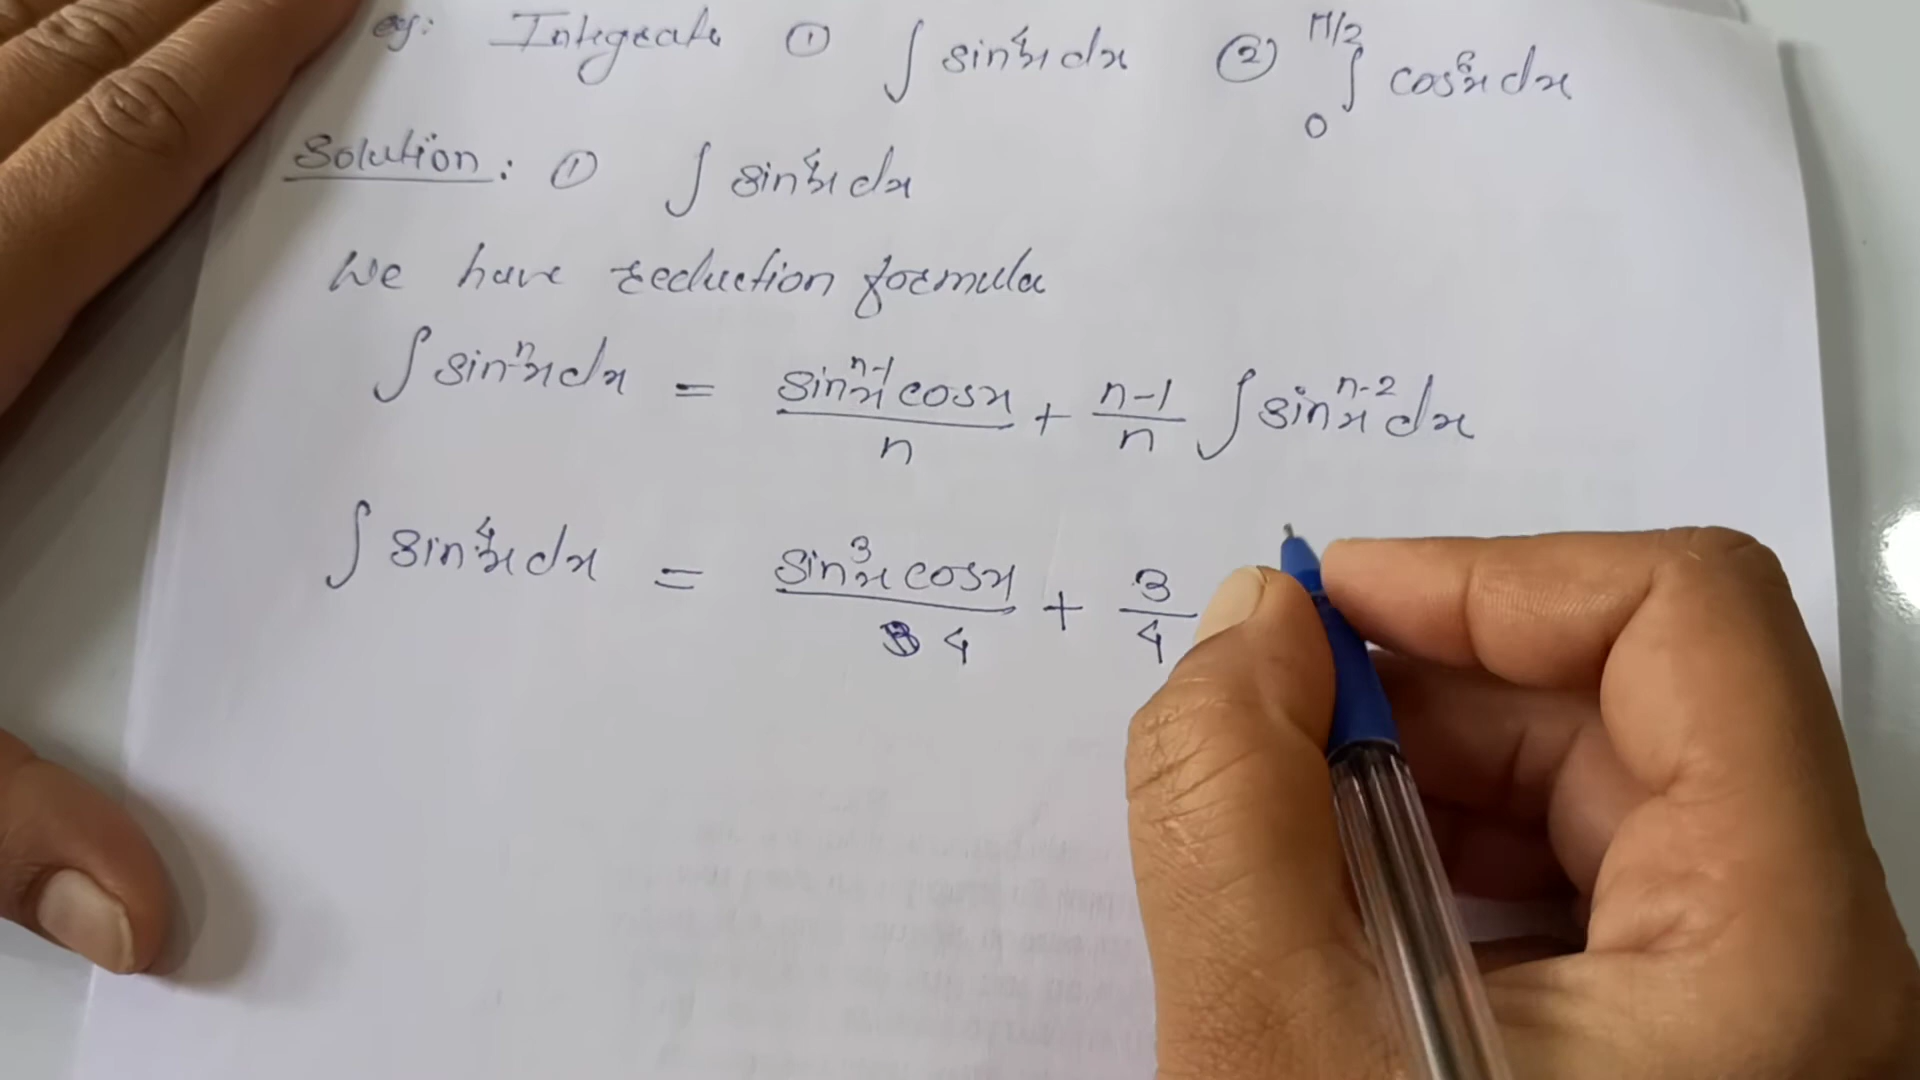 eg: Integrate ① ∫ sin⁴x dx ② ∫₀^π/2 cos⁶x dx
Solution: ① ∫ sin⁴x dx
We have reduction formula
∫ sinⁿx dx = sinⁿ⁻¹x cosx / n + n-1 / n ∫ sinⁿ⁻²x dx
∫ sin⁴x dx = sin³x cosx / 4 + 3 / 4